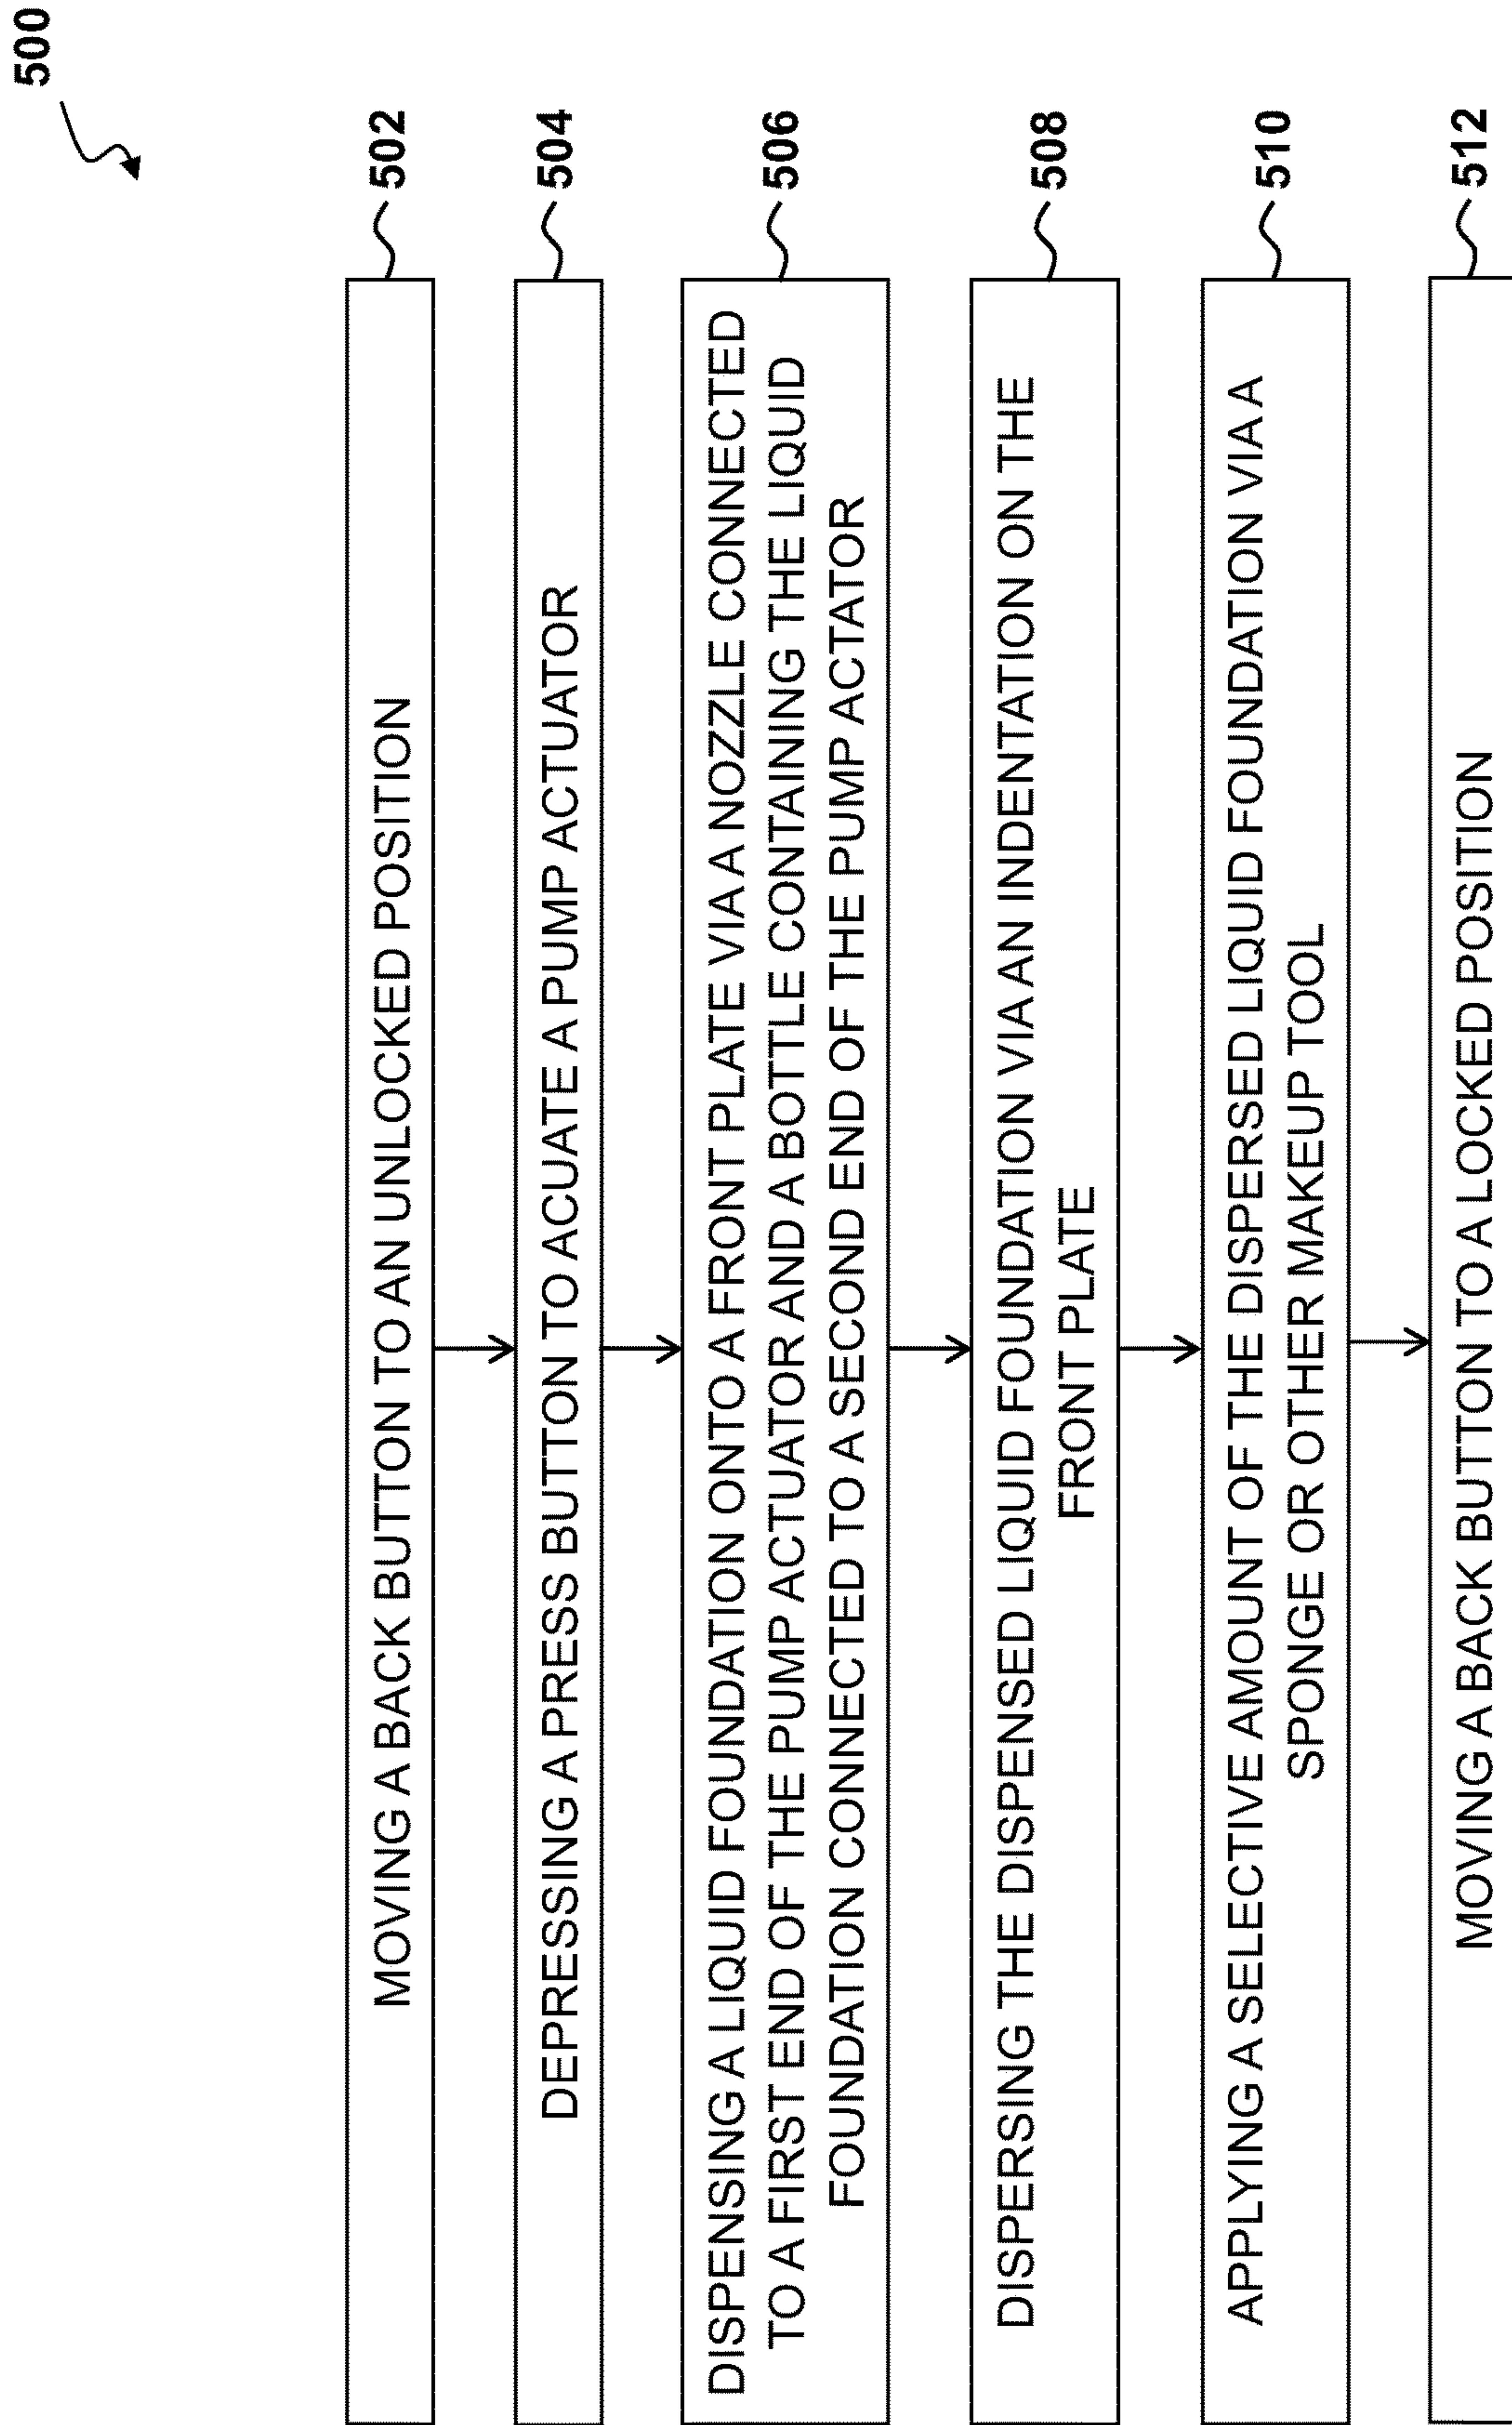 500
MOVING A BACK BUTTON TO AN UNLOCKED POSITION
502
DEPRESSING A PRESS BUTTON TO ACUATE A PUMP ACTUATOR
504
DISPENSING A LIQUID FOUNDATION ONTO A FRONT PLATE VIA A NOZZLE CONNECTED
TO A FIRST END OF THE PUMP ACTUATOR AND A BOTTLE CONTAINING THE LIQUID
FOUNDATION CONNECTED TO A SECOND END OF THE PUMP ACTATOR
506
DISPERSING THE DISPENSED LIQUID FOUNDATION VIA AN INDENTATION ON THE
FRONT PLATE
508
APPLYING A SELECTIVE AMOUNT OF THE DISPERSED LIQUID FOUNDATION VIA A
SPONGE OR OTHER MAKEUP TOOL
510
MOVING A BACK BUTTON TO A LOCKED POSITION
512